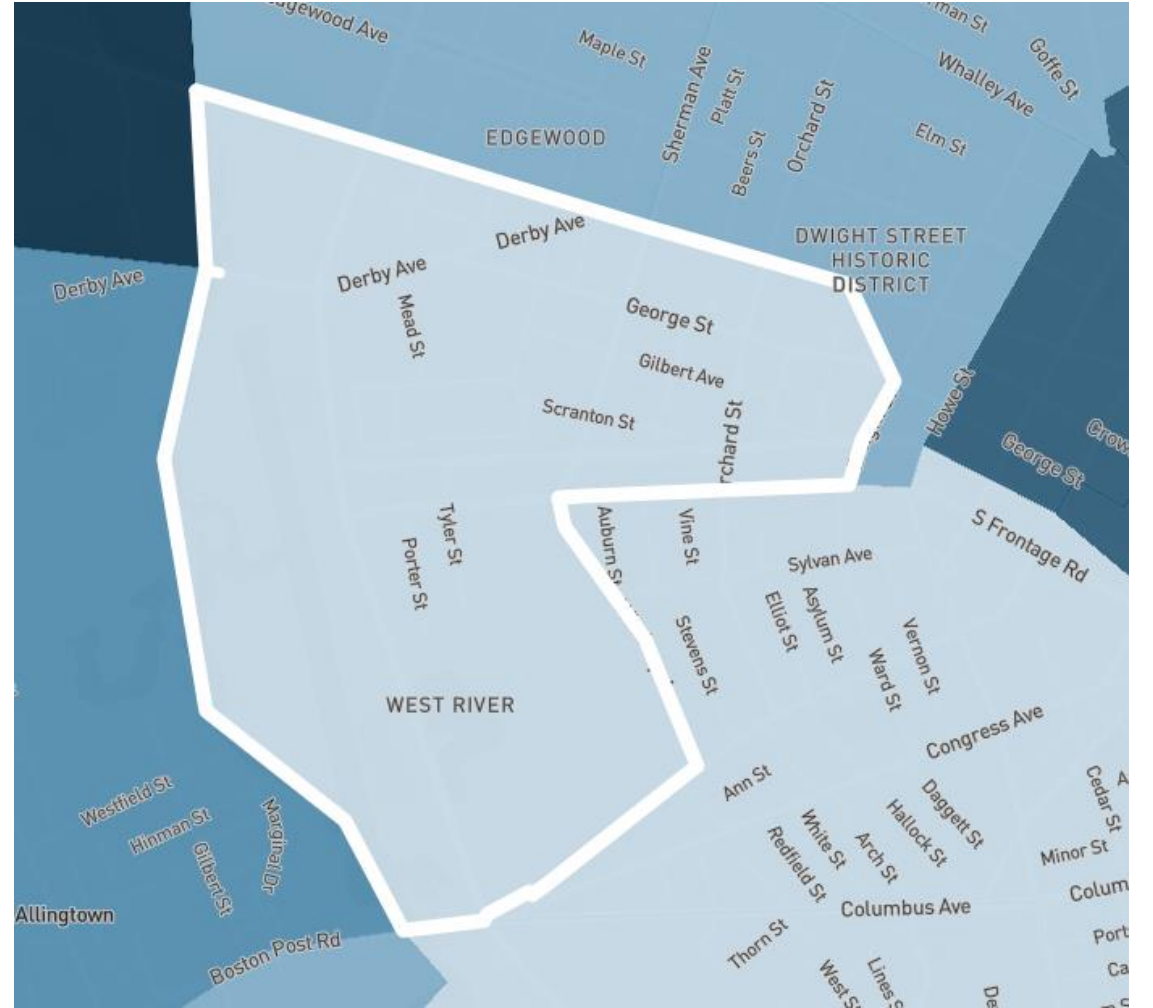 Maple St
Sherman Ave
Platt St
Whalley Ave
Goffe St
EDGEWOOD
Beers St
Orchard St
Elm St
Derby Ave
DWIGHT STREET
HISTORIC
DISTRICT
Derby Ave
Derby Ave
Mead St
George St
Gilbert Ave
Scranton St
Howe St
George St
S Frontage Rd
Tyler St
Porter St
Auburn St
Vine St
Sylvan Ave
Elliot St
Asylum St
Stevens St
Ward St
Vernon St
WEST RIVER
Congress Ave
Ann St
Westfield St
Hinman St
Gilbert St
Marginal Dr
White St
Redfield St
Arch St
Hallock St
Daggett St
Cedar St
Minor St
Allingtown
Columbus Ave
Boston Post Rd
Thorn St